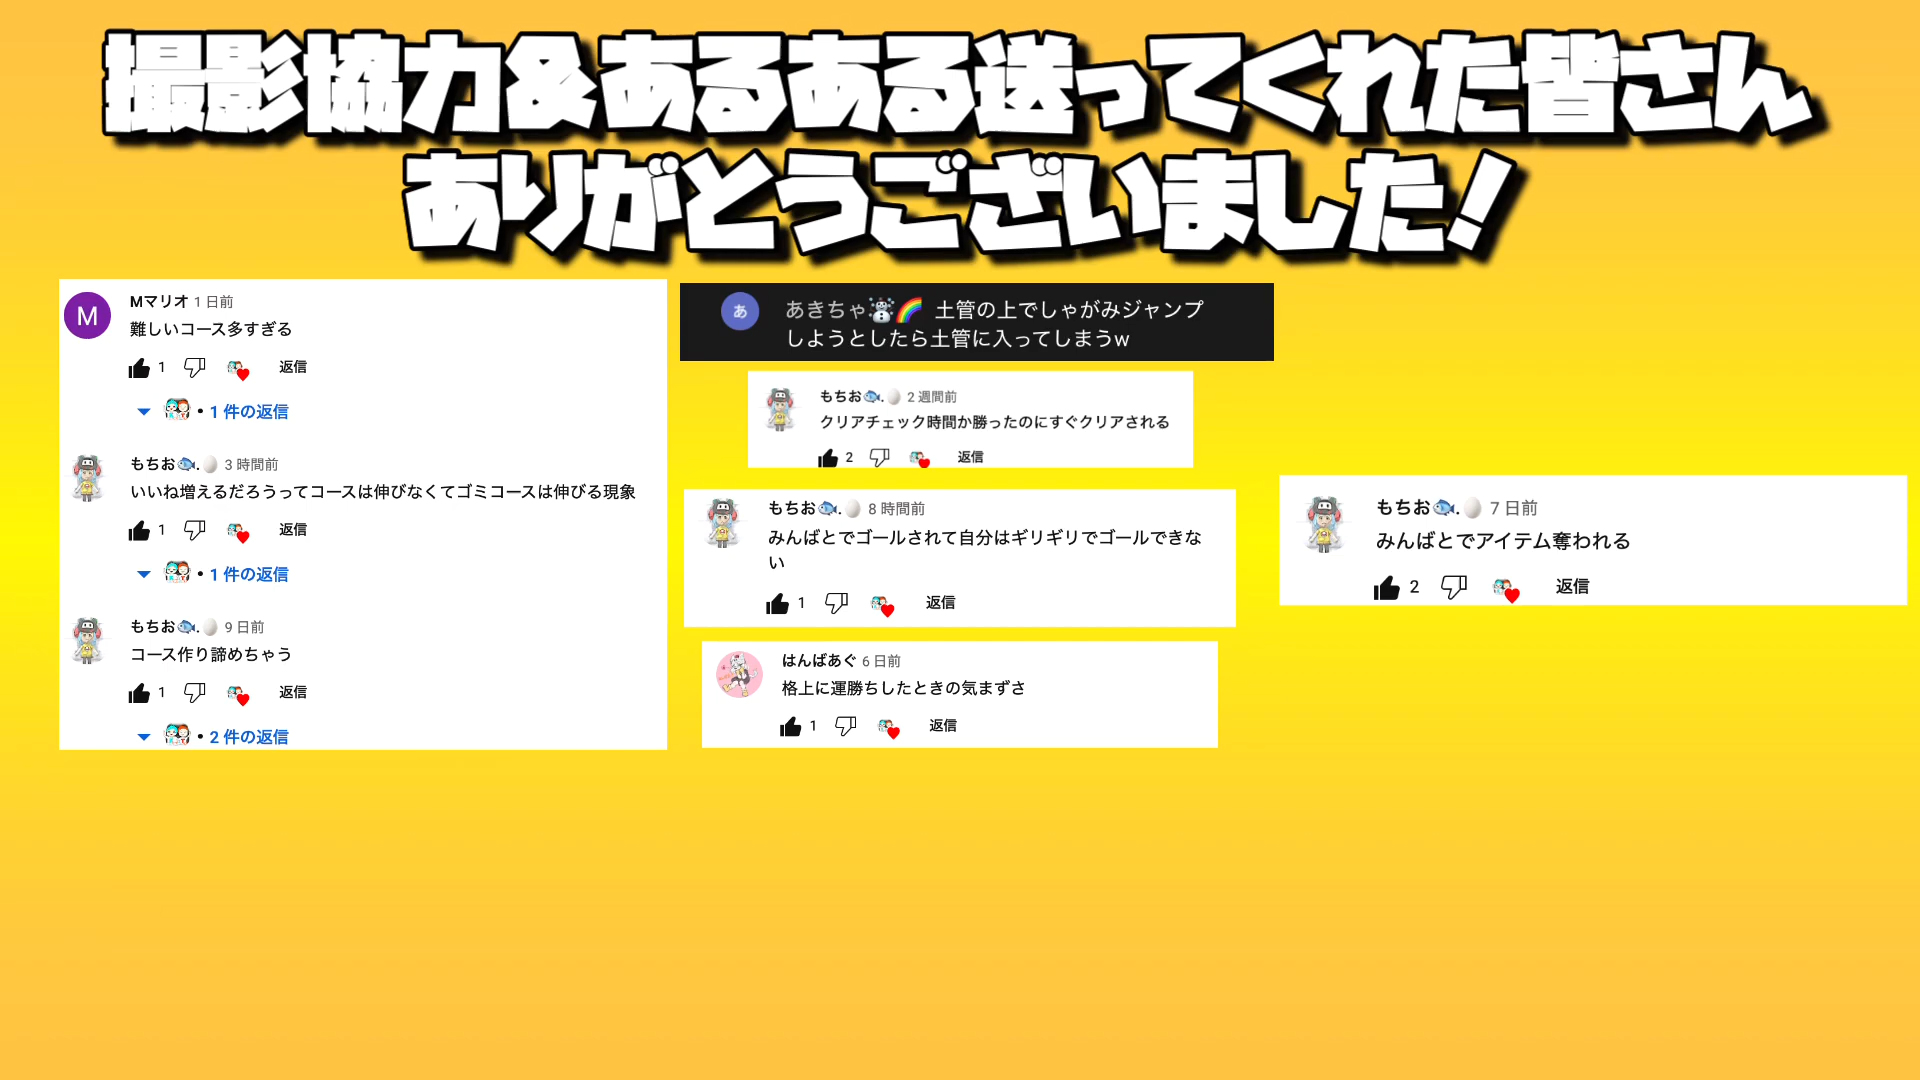 撮影協力&あるある送ってくれた皆さん
ありがとうございました!
M
Mマリオ 1 日前
難しいコース多すぎる
1 返信
• 1 件の返信
もちお🐟.🥚 3 時間前
いいね増えるだろうってコースは伸びなくてゴミコースは伸びる現象
1 返信
• 1 件の返信
もちお🐟.🥚 9 日前
コース作り諦めちゃう
1 返信
• 2 件の返信
あ
あきちゃ☃️🌈 土管の上でしゃがみジャンプ
しようとしたら土管に入ってしまうw
もちお🐟.🥚 2 週間前
クリアチェック時間か勝ったのにすぐクリアされる
2 返信
もちお🐟.🥚 8 時間前
みんばとでゴールされて自分はギリギリでゴールできな
い
1 返信
はんばあぐ 6 日前
格上に運勝ちしたときの気まずさ
1 返信
もちお🐟.🥚 7 日前
みんばとでアイテム奪われる
2 返信